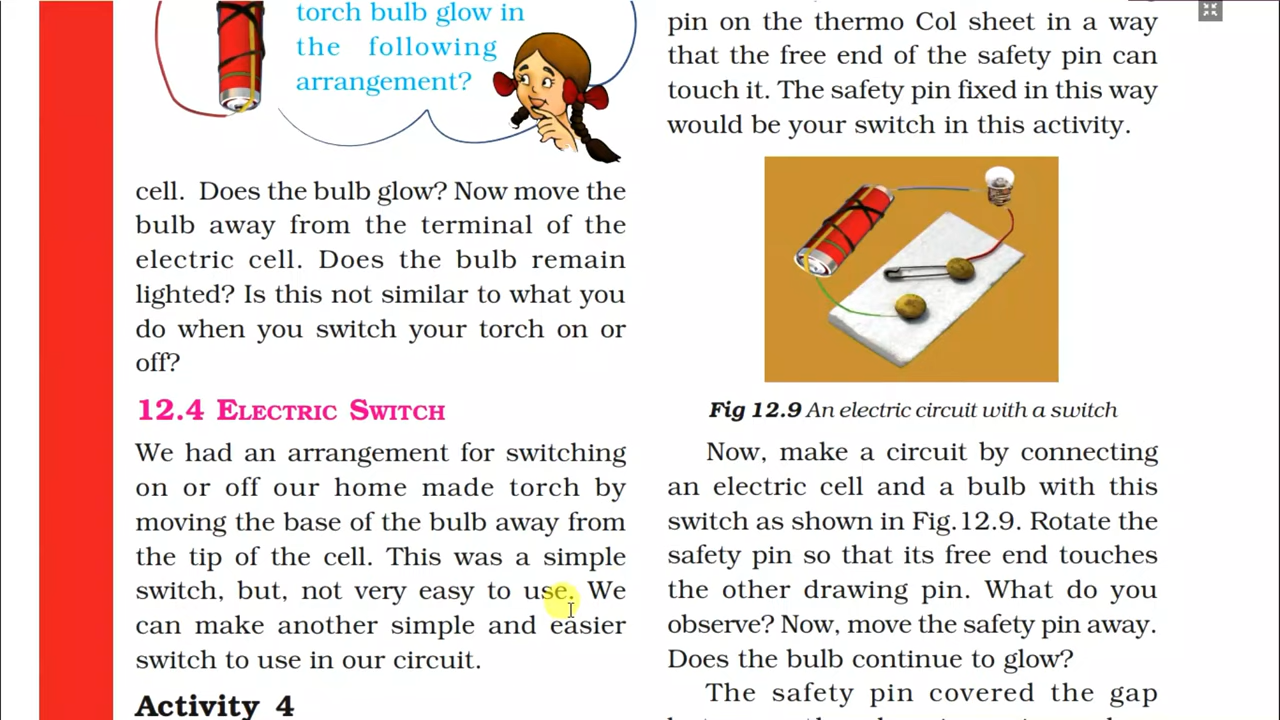 torch bulb glow in
the following
arrangement?
cell. Does the bulb glow? Now move the
bulb away from the terminal of the
electric cell. Does the bulb remain
lighted? Is this not similar to what you
do when you switch your torch on or
off?
12.4 ELECTRIC SWITCH
We had an arrangement for switching
on or off our home made torch by
moving the base of the bulb away from
the tip of the cell. This was a simple
switch, but, not very easy to use. We
can make another simple and easier
switch to use in our circuit.
Activity 4
pin on the thermo Col sheet in a way
that the free end of the safety pin can
touch it. The safety pin fixed in this way
would be your switch in this activity.
Fig 12.9 An electric circuit with a switch
Now, make a circuit by connecting
an electric cell and a bulb with this
switch as shown in Fig.12.9. Rotate the
safety pin so that its free end touches
the other drawing pin. What do you
observe? Now, move the safety pin away.
Does the bulb continue to glow?
The safety pin covered the gap